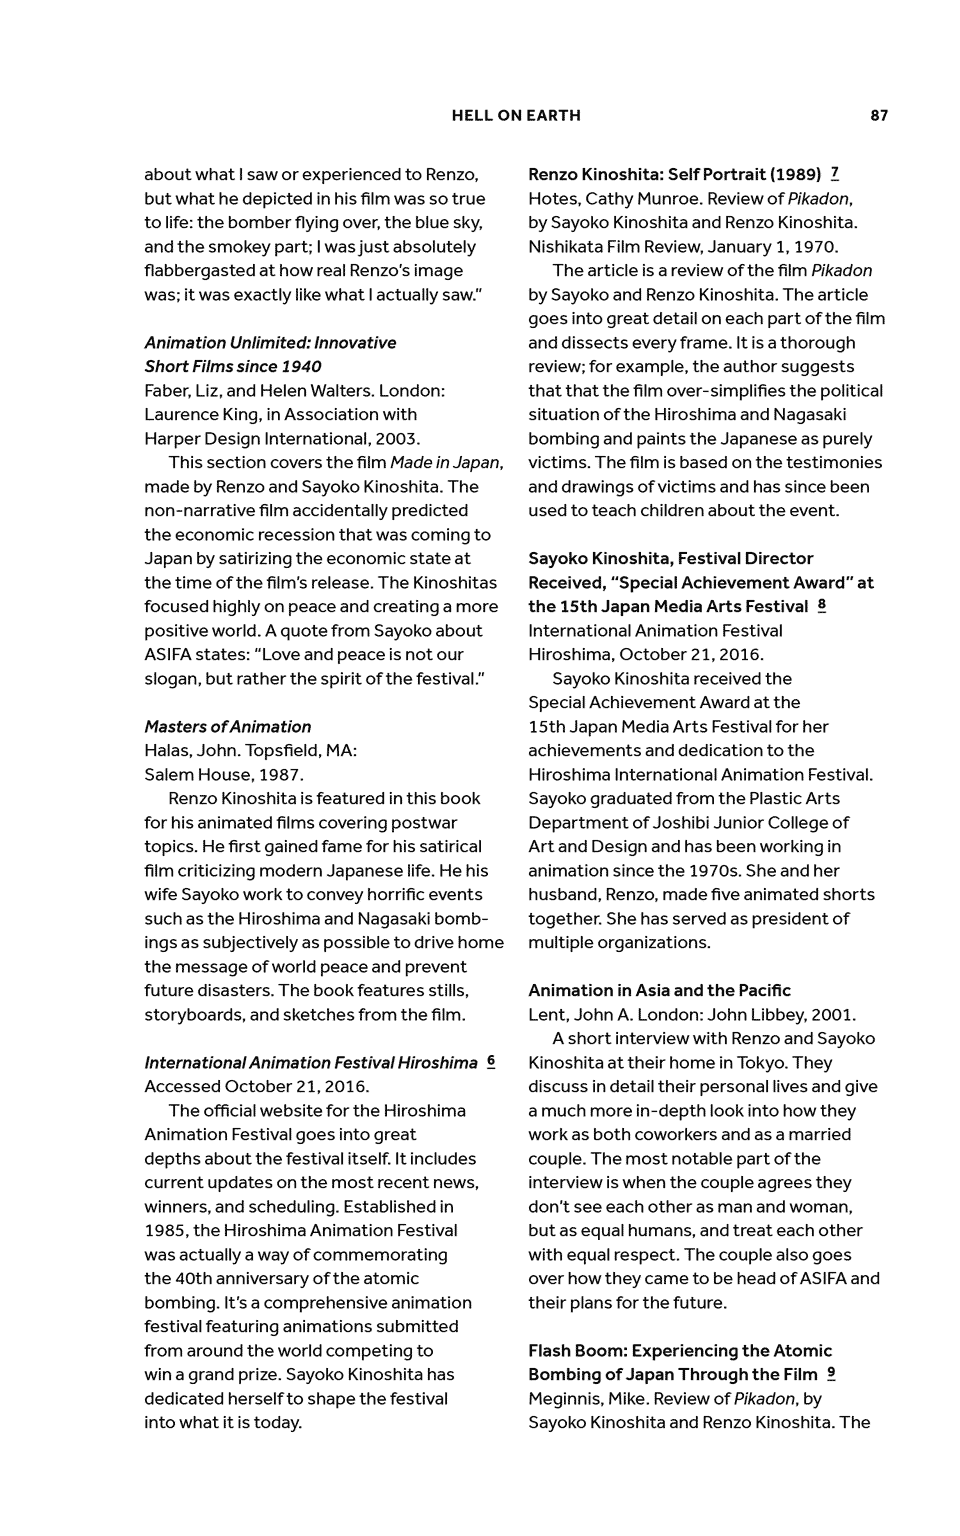 HELL ON EARTH
87
about what I saw or experienced to Renzo,
but what he depicted in his film was so true
to life: the bomber flying over, the blue sky,
and the smokey part; I was just absolutely
flabbergasted at how real Renzo’s image
was; it was exactly like what I actually saw.”
Animation Unlimited: Innovative
Short Films since 1940
Faber, Liz, and Helen Walters. London:
Laurence King, in Association with
Harper Design International, 2003.
This section covers the film Made in Japan,
made by Renzo and Sayoko Kinoshita. The
non-narrative film accidentally predicted
the economic recession that was coming to
Japan by satirizing the economic state at
the time of the film’s release. The Kinoshitas
focused highly on peace and creating a more
positive world. A quote from Sayoko about
ASIFA states: “Love and peace is not our
slogan, but rather the spirit of the festival.”
Masters of Animation
Halas, John. Topsfield, MA:
Salem House, 1987.
Renzo Kinoshita is featured in this book
for his animated films covering postwar
topics. He first gained fame for his satirical
film criticizing modern Japanese life. He his
wife Sayoko work to convey horrific events
such as the Hiroshima and Nagasaki bomb-
ings as subjectively as possible to drive home
the message of world peace and prevent
future disasters. The book features stills,
storyboards, and sketches from the film.
International Animation Festival Hiroshima 6
Accessed October 21, 2016.
The official website for the Hiroshima
Animation Festival goes into great
depths about the festival itself. It includes
current updates on the most recent news,
winners, and scheduling. Established in
1985, the Hiroshima Animation Festival
was actually a way of commemorating
the 40th anniversary of the atomic
bombing. It’s a comprehensive animation
festival featuring animations submitted
from around the world competing to
win a grand prize. Sayoko Kinoshita has
dedicated herself to shape the festival
into what it is today.
Renzo Kinoshita: Self Portrait (1989) 7
Hotes, Cathy Munroe. Review of Pikadon,
by Sayoko Kinoshita and Renzo Kinoshita.
Nishikata Film Review, January 1, 1970.
The article is a review of the film Pikadon
by Sayoko and Renzo Kinoshita. The article
goes into great detail on each part of the film
and dissects every frame. It is a thorough
review; for example, the author suggests
that that the film over-simplifies the political
situation of the Hiroshima and Nagasaki
bombing and paints the Japanese as purely
victims. The film is based on the testimonies
and drawings of victims and has since been
used to teach children about the event.
Sayoko Kinoshita, Festival Director
Received, “Special Achievement Award” at
the 15th Japan Media Arts Festival 8
International Animation Festival
Hiroshima, October 21, 2016.
Sayoko Kinoshita received the
Special Achievement Award at the
15th Japan Media Arts Festival for her
achievements and dedication to the
Hiroshima International Animation Festival.
Sayoko graduated from the Plastic Arts
Department of Joshibi Junior College of
Art and Design and has been working in
animation since the 1970s. She and her
husband, Renzo, made five animated shorts
together. She has served as president of
multiple organizations.
Animation in Asia and the Pacific
Lent, John A. London: John Libbey, 2001.
A short interview with Renzo and Sayoko
Kinoshita at their home in Tokyo. They
discuss in detail their personal lives and give
a much more in-depth look into how they
work as both coworkers and as a married
couple. The most notable part of the
interview is when the couple agrees they
don’t see each other as man and woman,
but as equal humans, and treat each other
with equal respect. The couple also goes
over how they came to be head of ASIFA and
their plans for the future.
Flash Boom: Experiencing the Atomic
Bombing of Japan Through the Film 9
Meginnis, Mike. Review of Pikadon, by
Sayoko Kinoshita and Renzo Kinoshita. The